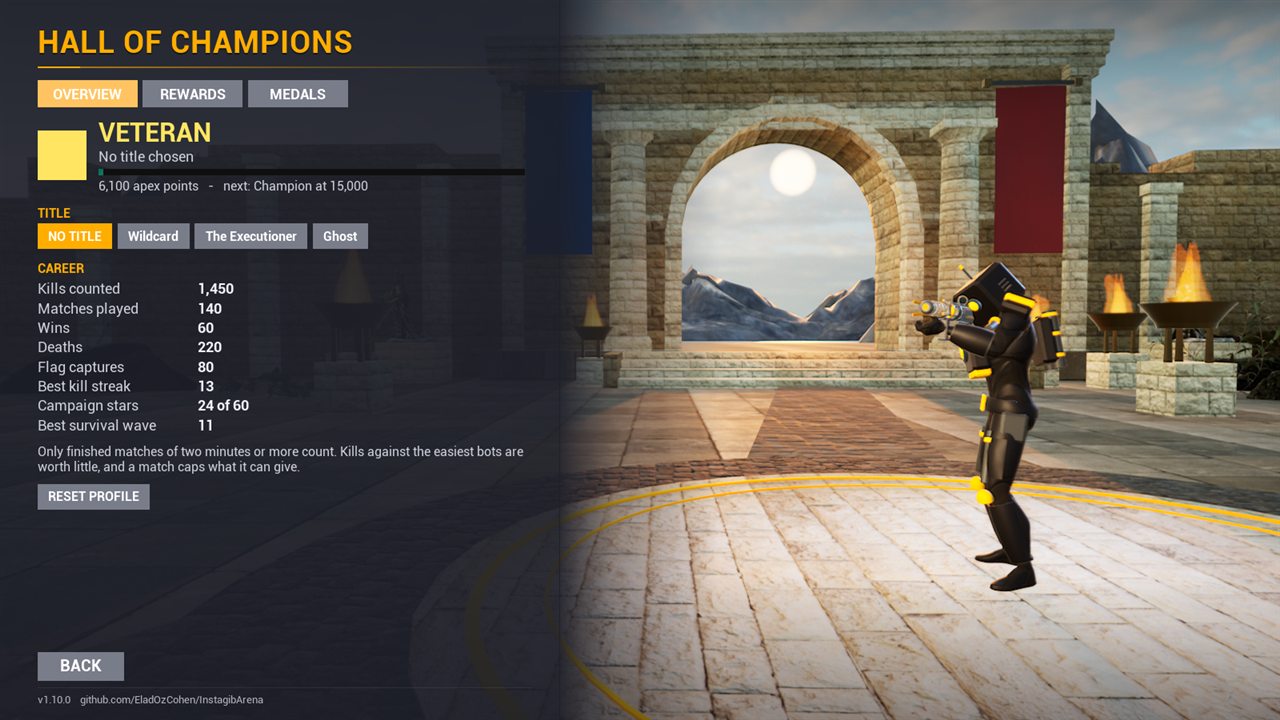 HALL OF CHAMPIONS
OVERVIEW REWARDS MEDALS
VETERAN
No title chosen
6,100 apex points - next: Champion at 15,000
TITLE
NO TITLE Wildcard The Executioner Ghost
CAREER
Kills counted 1,450
Matches played 140
Wins 60
Deaths 220
Flag captures 80
Best kill streak 13
Campaign stars 24 of 60
Best survival wave 11
Only finished matches of two minutes or more count. Kills against the easiest bots are
worth little, and a match caps what it can give.
RESET PROFILE
BACK
v1.10.0 github.com/EladOzCohen/InstagibArena